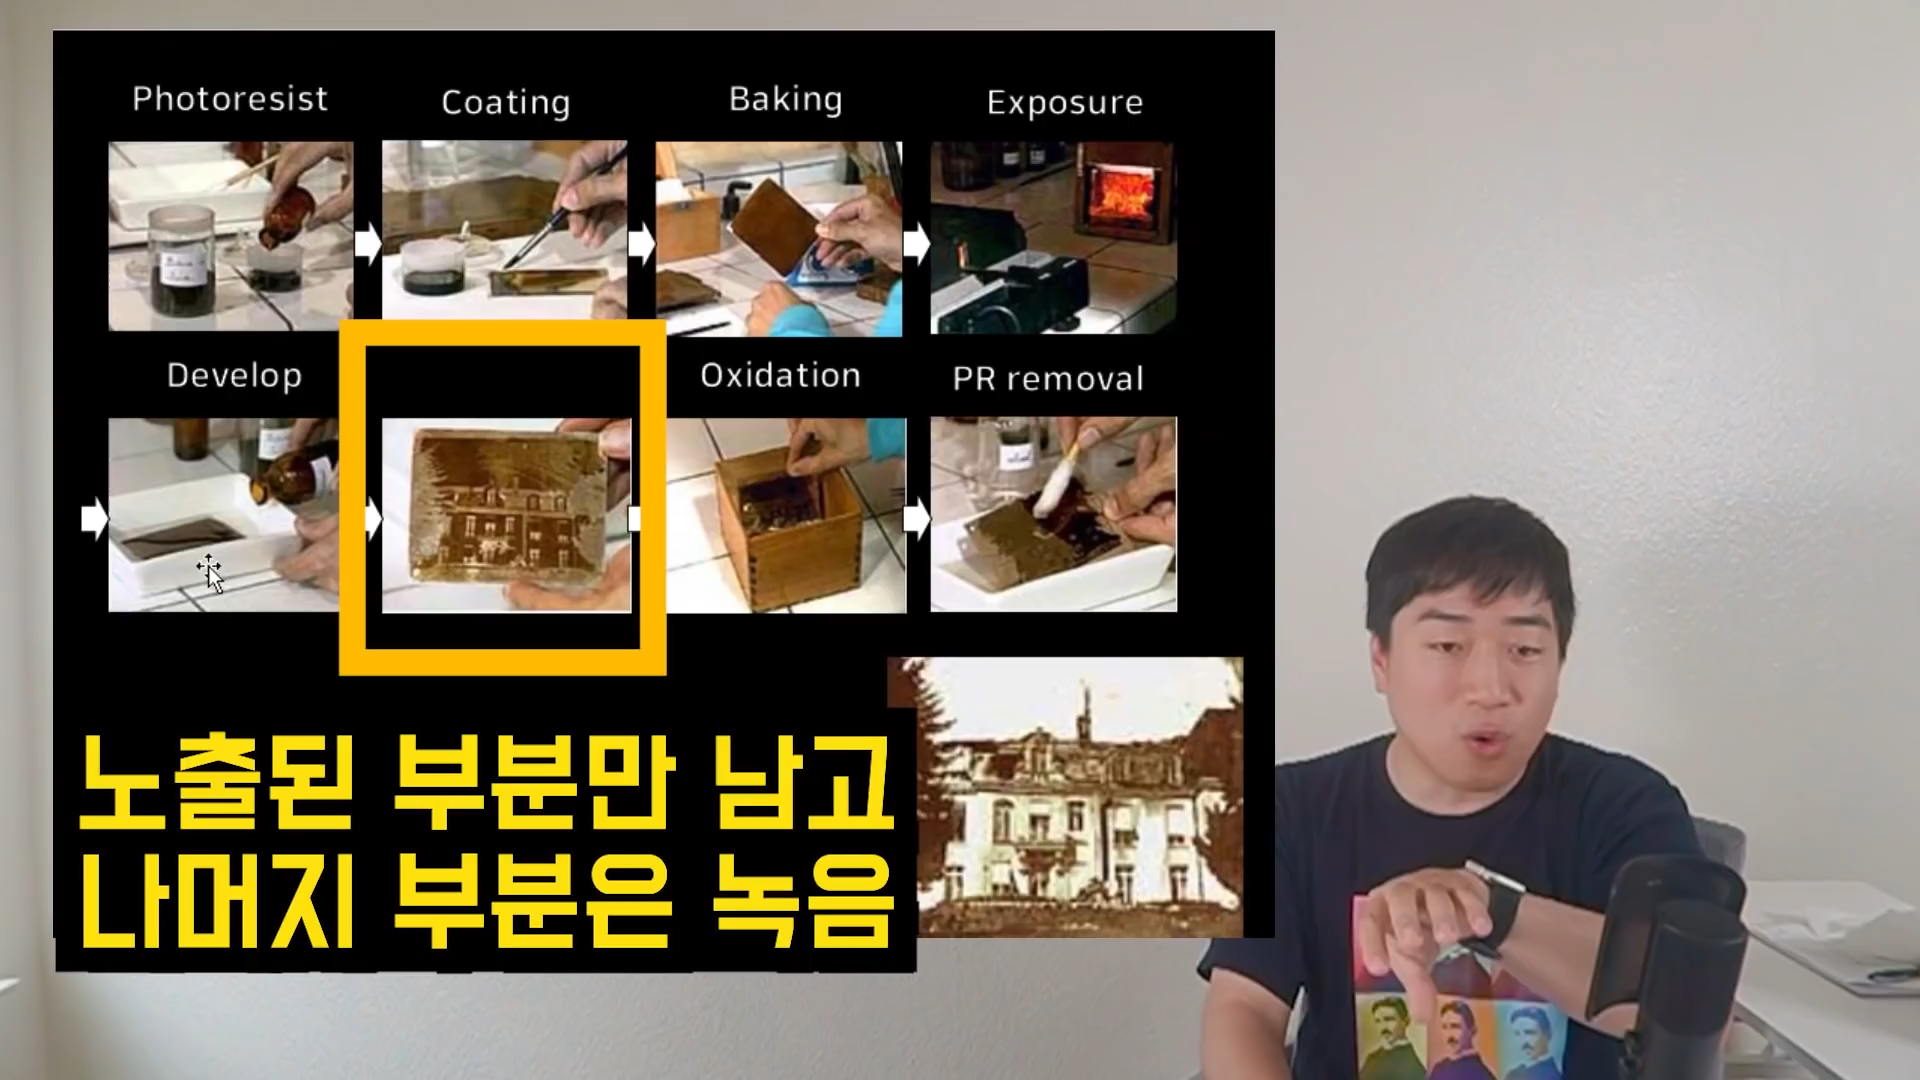 Photoresist
Coating
Baking
Exposure
Develop
Oxidation
PR removal
노출된 부분만 남고
나머지 부분은 녹음